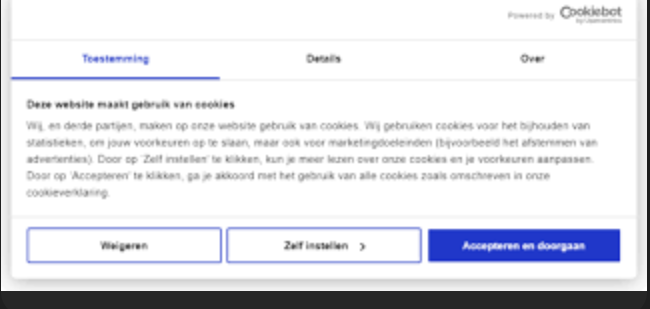 Powered by Cookiebot
by Usercentrics
Toestemming Details Over
Deze website maakt gebruik van cookies
Wij, en derde partijen, maken op onze website gebruik van cookies. Wij gebruiken cookies voor het bijhouden van
statistieken, om jouw voorkeuren op te slaan, maar ook voor marketingdoeleinden (bijvoorbeeld het afstemmen van
advertenties). Door op 'Zelf instellen' te klikken, kun je meer lezen over onze cookies en je voorkeuren aanpassen.
Door op 'Accepteren' te klikken, ga je akkoord met het gebruik van alle cookies zoals omschreven in onze
cookieverklaring.
Weigeren Zelf instellen Accepteren en doorgaan